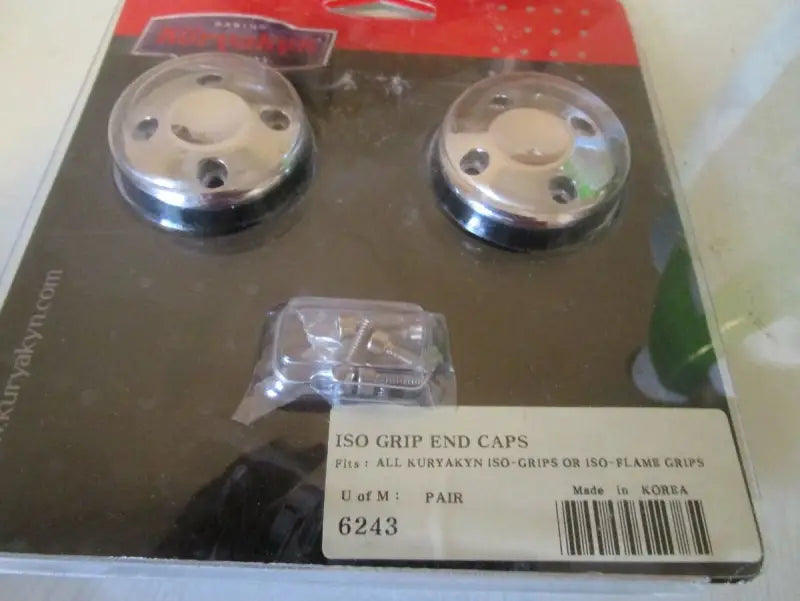 Kuryakyn
www.Kuryakyn.com
ISO GRIP END CAPS
Fits : ALL KURYAKYN ISO-GRIPS OR ISO-FLAME GRIPS
U of M : PAIR
Made in KOREA
6243